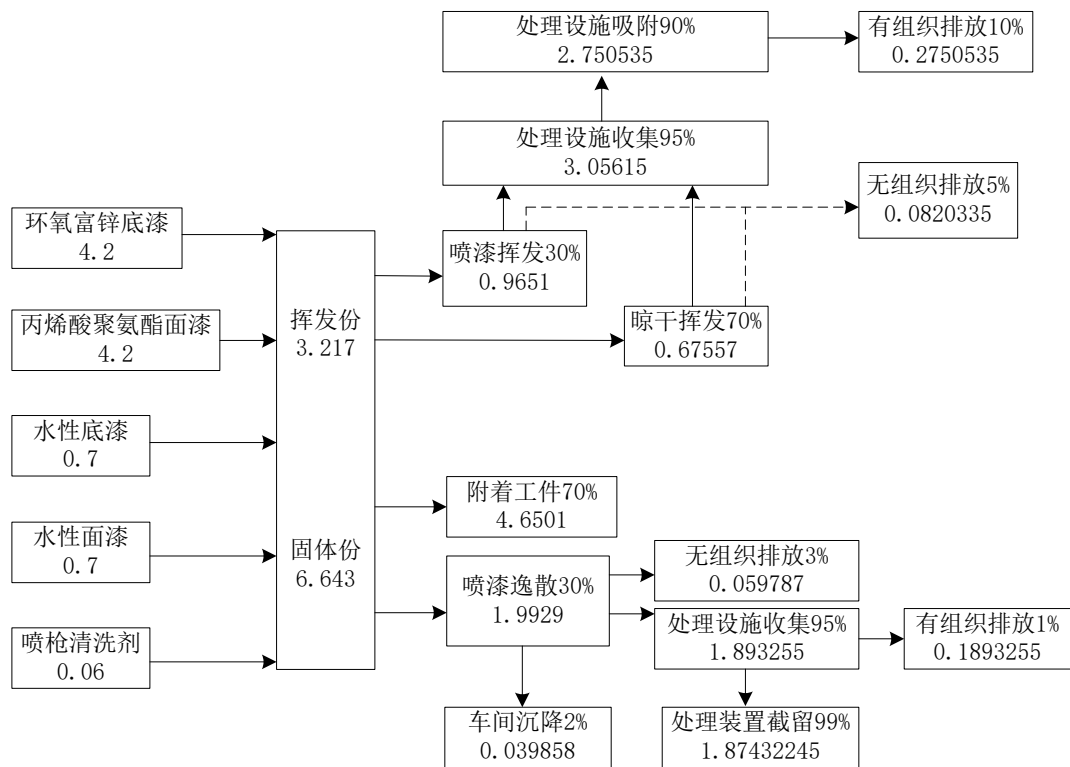 处理设施吸附90%
2.750535
有组织排放10%
0.2750535
处理设施收集95%
3.05615
无组织排放5%
0.0820335
环氧富锌底漆
4.2
喷漆挥发30%
0.9651
丙烯酸聚氨酯面漆
4.2
挥发份
3.217
晾干挥发70%
0.67557
水性底漆
0.7
附着工件70%
4.6501
水性面漆
0.7
固体份
6.643
喷漆逸散30%
1.9929
无组织排放3%
0.059787
处理设施收集95%
1.893255
有组织排放1%
0.1893255
喷枪清洗剂
0.06
车间沉降2%
0.039858
处理装置截留99%
1.87432245